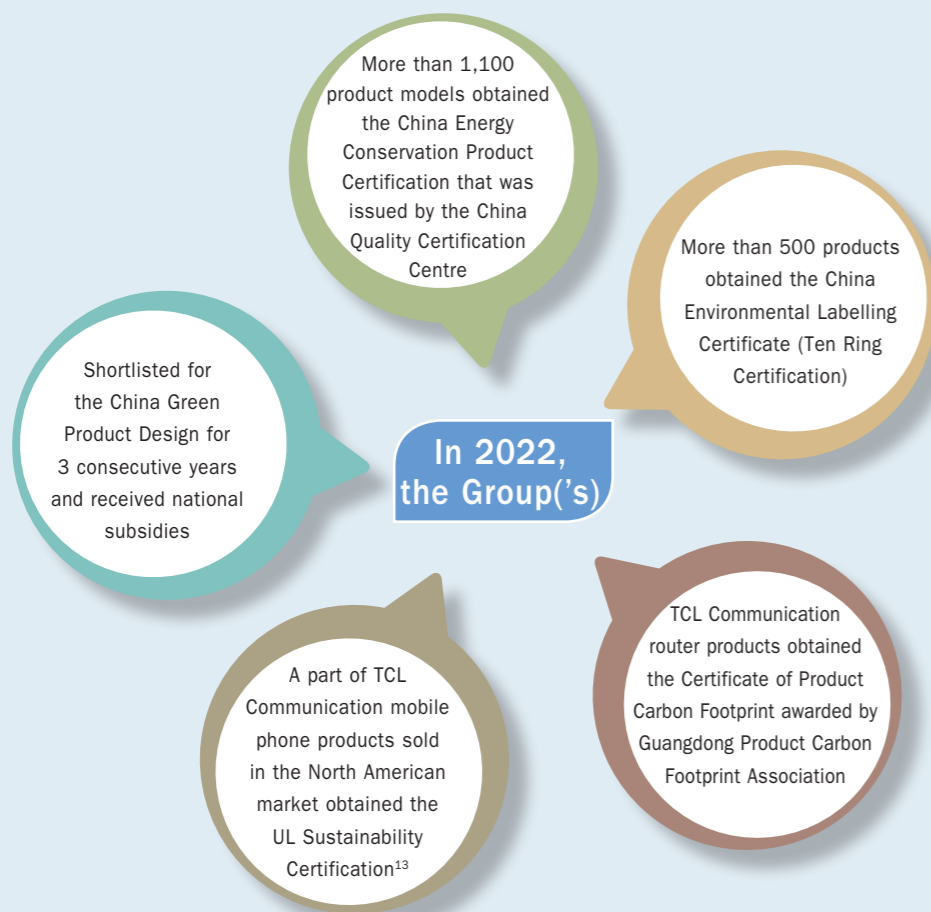 More than 1,100
product models obtained
the China Energy
Conservation Product
Certification that was
issued by the China
Quality Certification
Centre
More than 500 products
obtained the China
Environmental Labelling
Certificate (Ten Ring
Certification)
Shortlisted for
the China Green
Product Design for
3 consecutive years
and received national
subsidies
In 2022,
the Group('s)
TCL Communication
router products obtained
the Certificate of Product
Carbon Footprint awarded by
Guangdong Product Carbon
Footprint Association
A part of TCL
Communication mobile
phone products sold
in the North American
market obtained the
UL Sustainability
Certification¹³